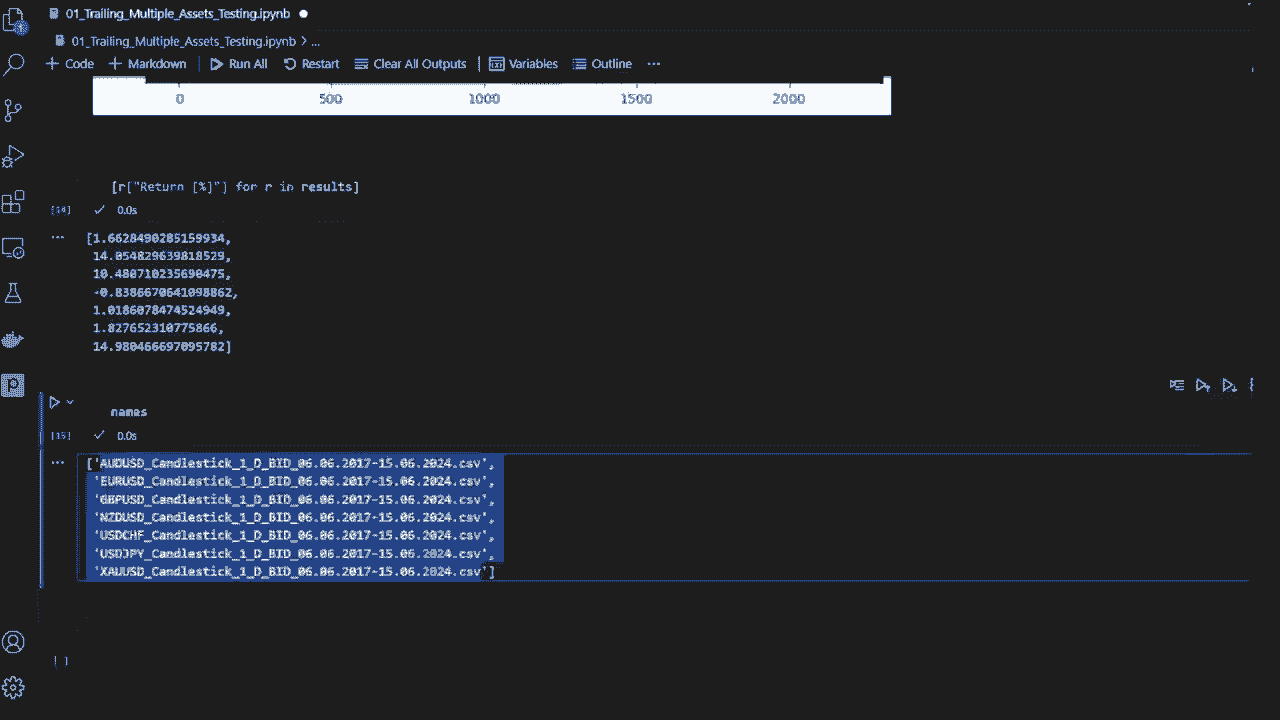 01_Trailing_Multiple_Assets_Testing.ipynb
01_Trailing_Multiple_Assets_Testing.ipynb > ...
+ Code + Markdown Run All Restart Clear All Outputs Variables Outline ...
0 500 1000 1500 2000
[r["Return [%]"] for r in results]
[14] 0.0s
[1.6628490285159934,
14.054829639818529,
10.480710235690475,
-0.8386670641098862,
1.0186078474524949,
1.827652310775866,
14.980466697095782]
names
[15] 0.0s
['AUDUSD_Candlestick_1_D_BID_06.06.2017-15.06.2024.csv',
'EURUSD_Candlestick_1_D_BID_06.06.2017-15.06.2024.csv',
'GBPUSD_Candlestick_1_D_BID_06.06.2017-15.06.2024.csv',
'NZDUSD_Candlestick_1_D_BID_06.06.2017-15.06.2024.csv',
'USDCHF_Candlestick_1_D_BID_06.06.2017-15.06.2024.csv',
'USDJPY_Candlestick_1_D_BID_06.06.2017-15.06.2024.csv',
'XAUUSD_Candlestick_1_D_BID_06.06.2017-15.06.2024.csv']
[ ]